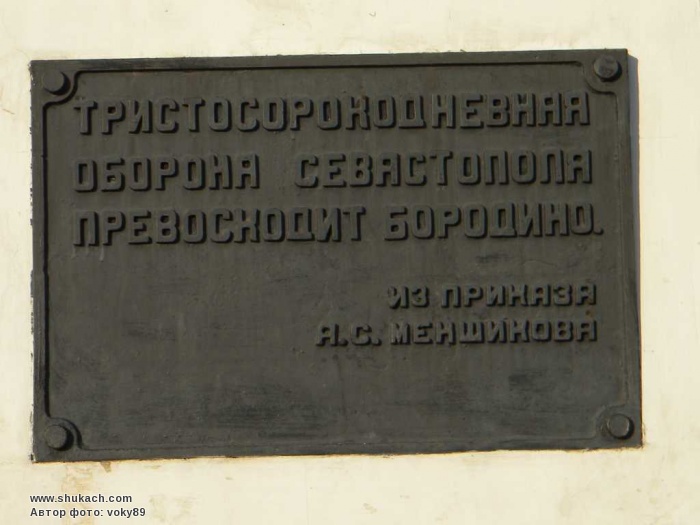 ТРИСТОСОРОКОДНЕВНАЯ
ОБОРОНА СЕВАСТОПОЛЯ
ПРЕВОСХОДИТ БОРОДИНО.
ИЗ ПРИКАЗА
А.С. МЕНШИКОВА
www.shukach.com
Автор фото: voky89